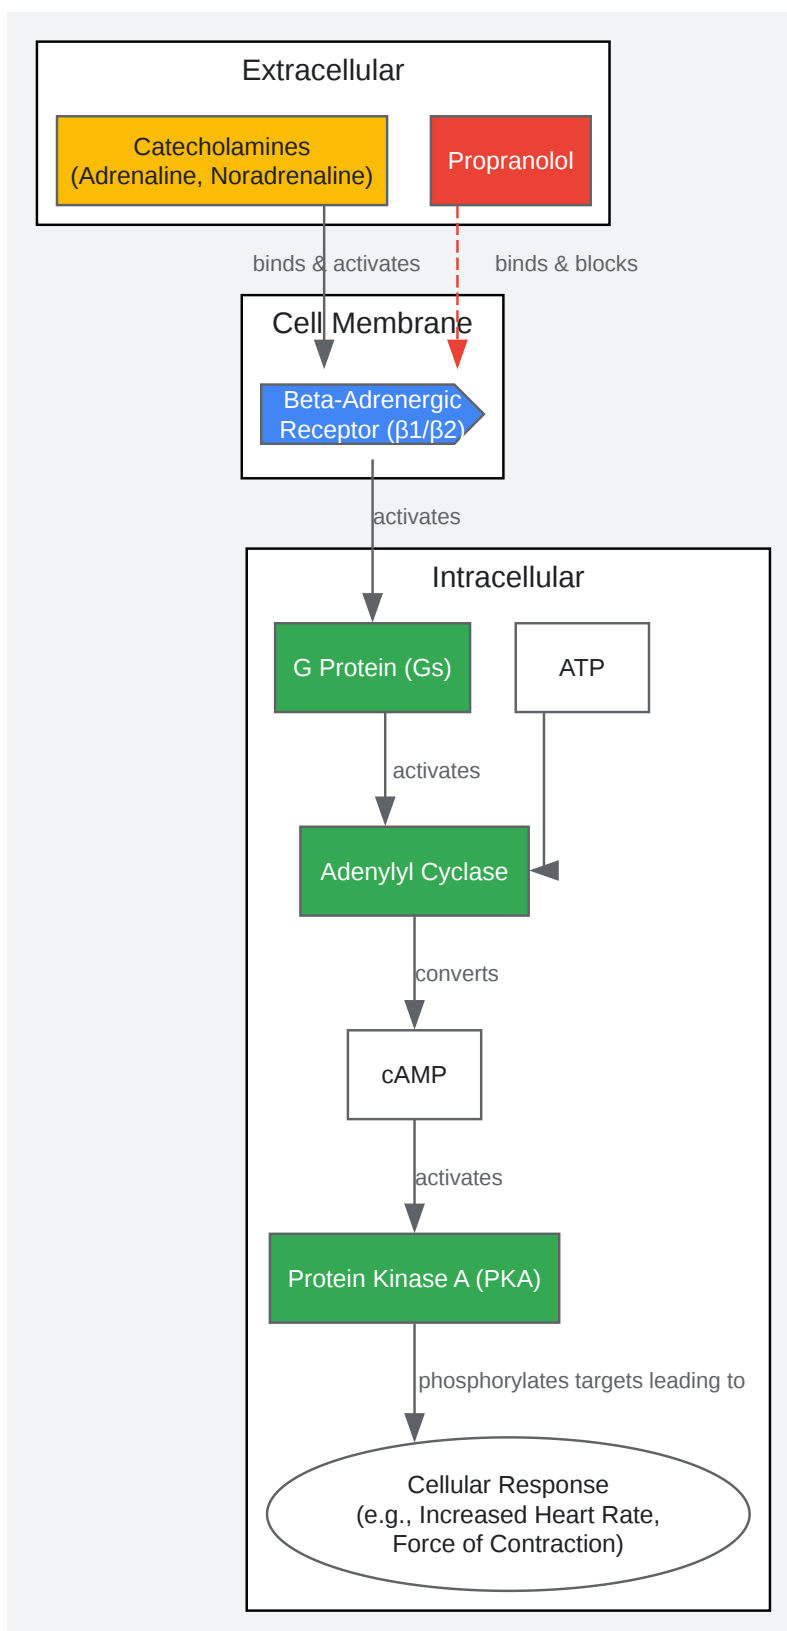 Extracellular
Catecholamines
(Adrenaline, Noradrenaline)
Propranolol
binds & activates
binds & blocks
Cell Membrane
Beta-Adrenergic
Receptor (β1/β2)
activates
Intracellular
G Protein (Gs)
ATP
activates
Adenylyl Cyclase
converts
cAMP
activates
Protein Kinase A (PKA)
phosphorylates targets leading to
Cellular Response
(e.g., Increased Heart Rate,
Force of Contraction)